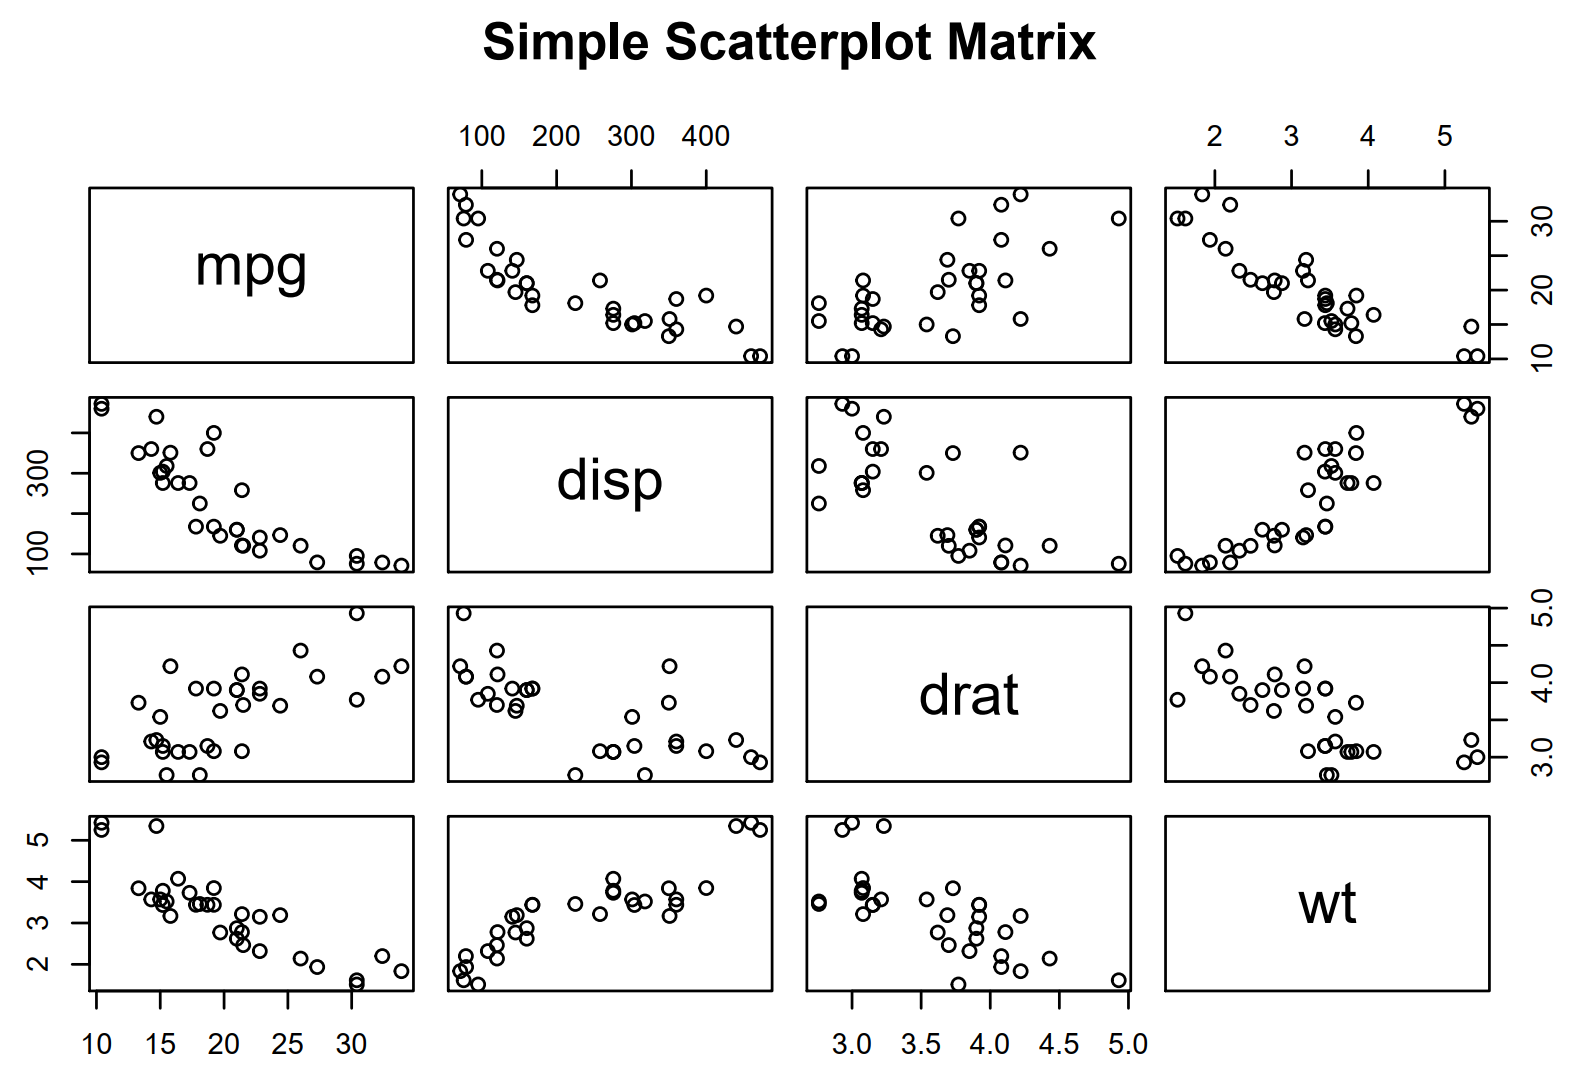 Simple Scatterplot Matrix
100 200 300 400
2 3 4 5
mpg
10 20 30
100 300
disp
drat
3.0 4.0 5.0
2 3 4 5
wt
10 15 20 25 30
3.0 3.5 4.0 4.5 5.0